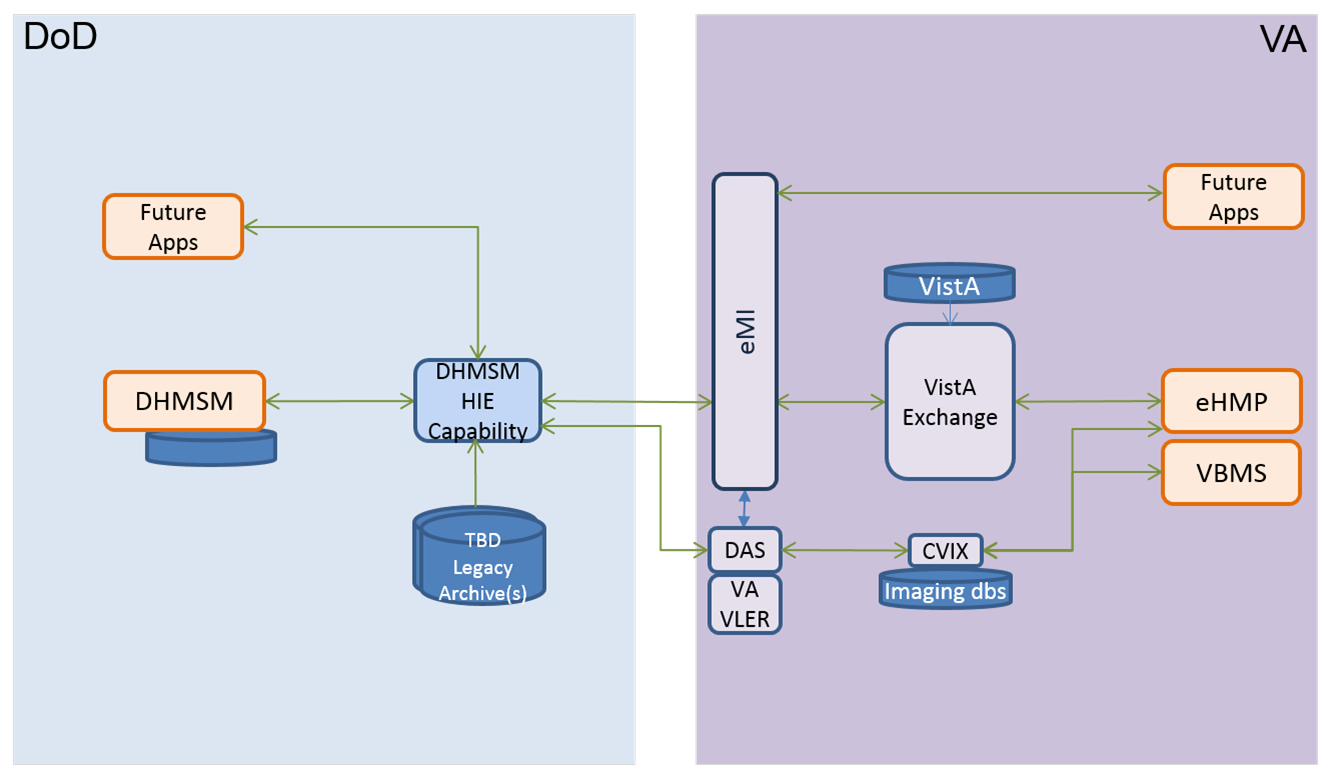 DoD
VA
Future
Apps
DHMSM
DHMSM
HIE
Capability
TBD
Legacy
Archive(s)
eMI
DAS
VA
VLER
VistA
VistA
Exchange
CVIX
Imaging dbs
Future
Apps
eHMP
VBMS